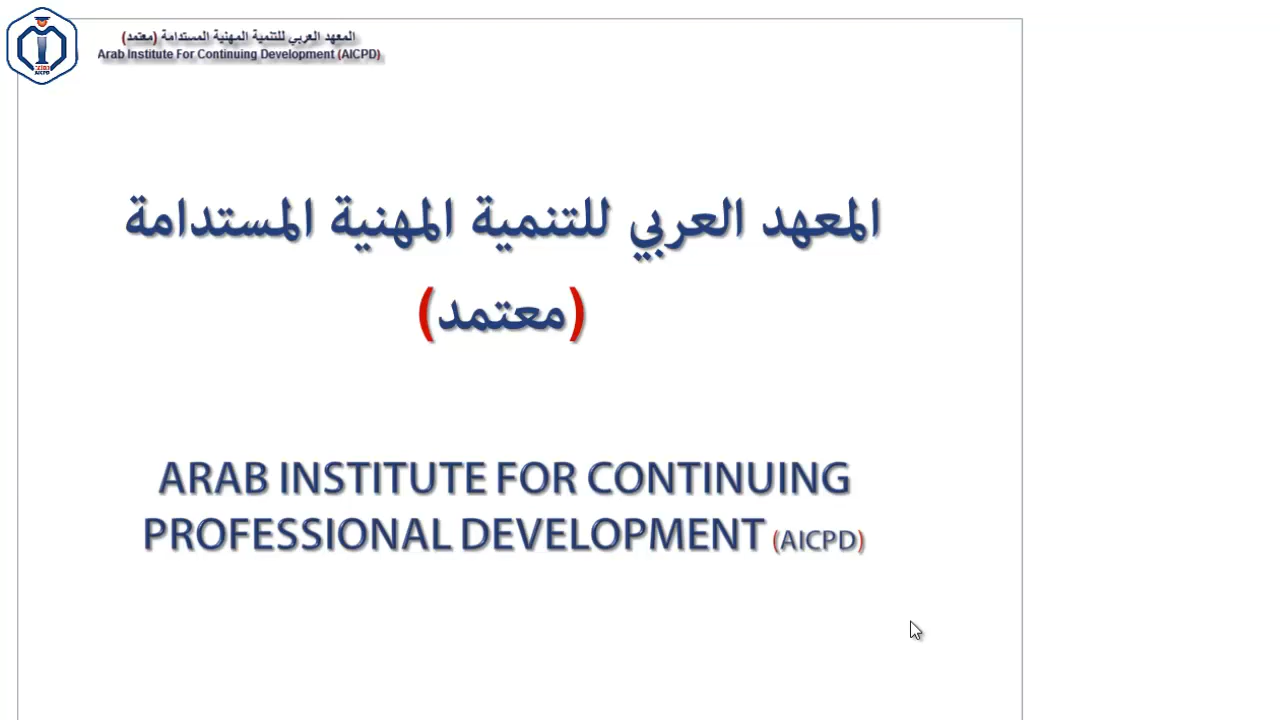 المعهد العربي للتنمية المهنية المستدامة (معتمد)
Arab Institute For Continuing Development (AICPD)
AICPD
المعهد العربي للتنمية المهنية المستدامة
(معتمد)
ARAB INSTITUTE FOR CONTINUING
PROFESSIONAL DEVELOPMENT (AICPD)